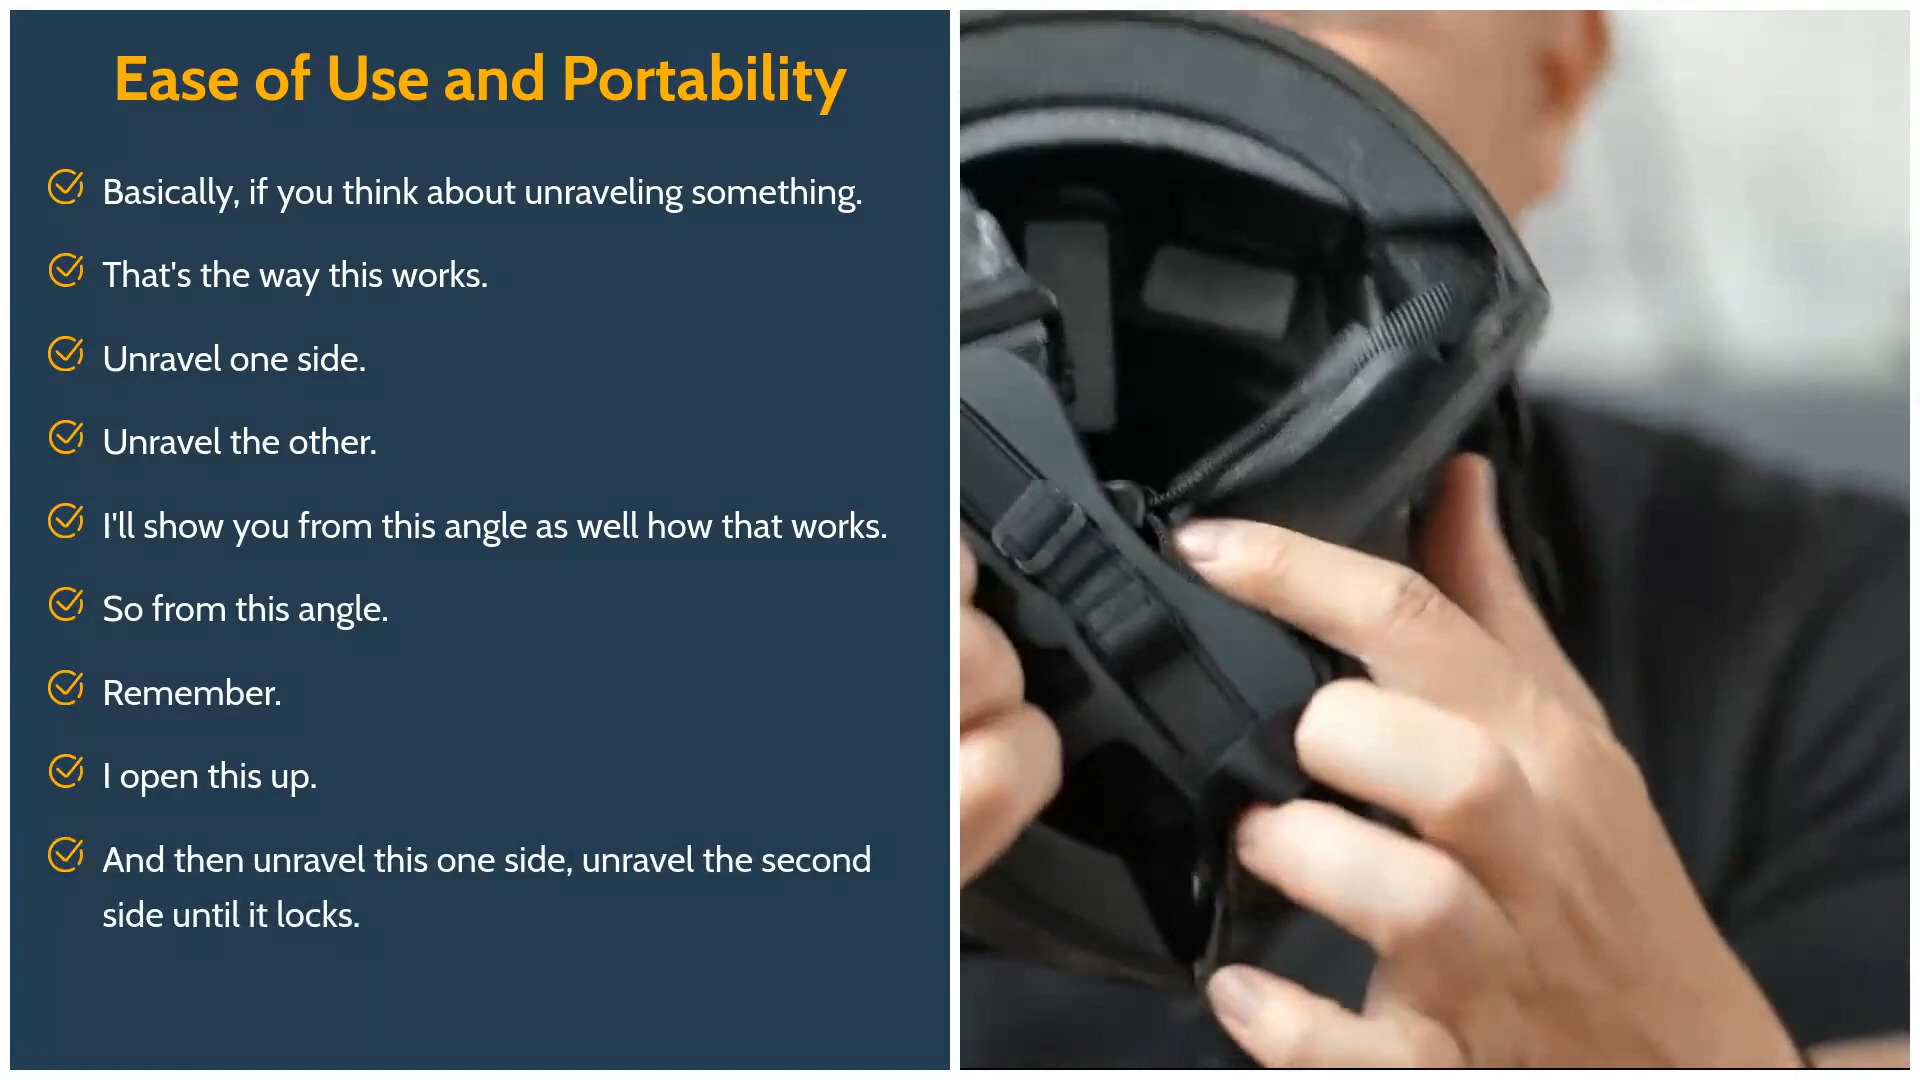 Ease of Use and Portability
Basically, if you think about unraveling something.
That's the way this works.
Unravel one side.
Unravel the other.
I'll show you from this angle as well how that works.
So from this angle.
Remember.
I open this up.
And then unravel this one side, unravel the second
side until it locks.